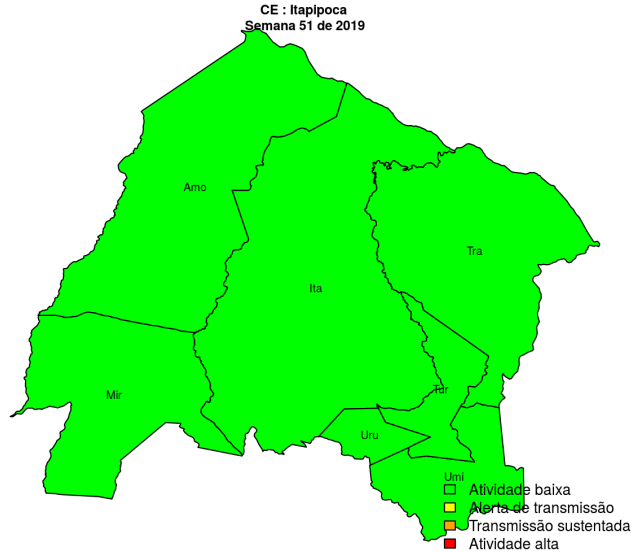 CE : Itapipoca
Semana 51 de 2019
Amo
Tra
Ita
Tur
Mir
Uru
Umi
Atividade baixa
Alerta de transmissão
Transmissão sustentada
Atividade alta